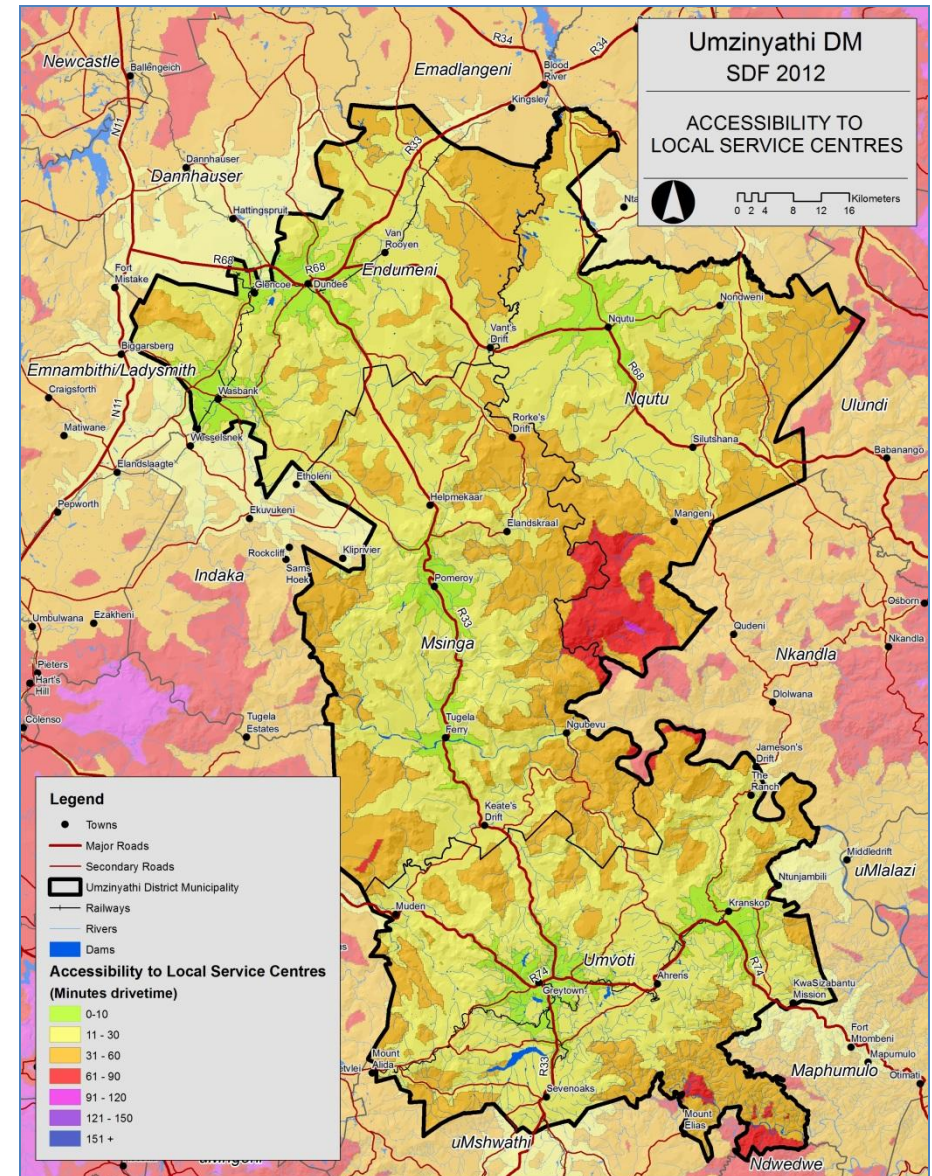 Umzinyathi DM
SDF 2012
ACCESSIBILITY TO
LOCAL SERVICE CENTRES
Kilometers
0 2 4 8 12 16
Newcastle
Ballengeich
Emadlangeni
R34
R34
Blood
River
Kingsley
N11
R33
Dannhauser
Dannhauser
Hattingspruit
Van
Rooyen
R68
R68
Endumeni
Glencoe
Dundee
Fort
Mistake
Nondweni
Nqutu
Vant's
Drift
Biggarsberg
Emnambithi/Ladysmith
Craigsforth
Wasbank
R68
Nqutu
Ulundi
N11
Matiwane
Wesselsnek
Rorke's
Drift
Silutshana
Babanango
Elandslaagte
Etholeni
Pepworth
Ekuvukeni
Helpmekaar
Elandskraal
Mangeni
Rockcliff
Kliprivier
Sams
Hoek
Indaka
Pomeroy
R33
Umbulwana
Ezakheni
Osborn
Qudeni
Nkandla
Msinga
Nkandla
Pieters
Hart's
Hill
Dlolwana
Colenso
Tugela
Estates
Tugela
Ferry
Ngubevu
Jameson's
Drift
The
Ranch
Keate's
Drift
Middledrift
uMlalazi
Ntunjambili
Muden
Kranskop
Umvoti
R74
R74
Greytown
Ahrens
KwaSizabantu
Mission
Fort
Mtombeni
Mapumulo
Otimati
Maphumulo
Mount
Alida
R33
Sevenoaks
Mount
Elias
uMshwathi
Ndwedwe
Legend
Towns
Major Roads
Secondary Roads
Umzinyathi District Municipality
Railways
Rivers
Dams
Accessibility to Local Service Centres
(Minutes drivetime)
0-10
11 - 30
31 - 60
61 - 90
91 - 120
121 - 150
151 +